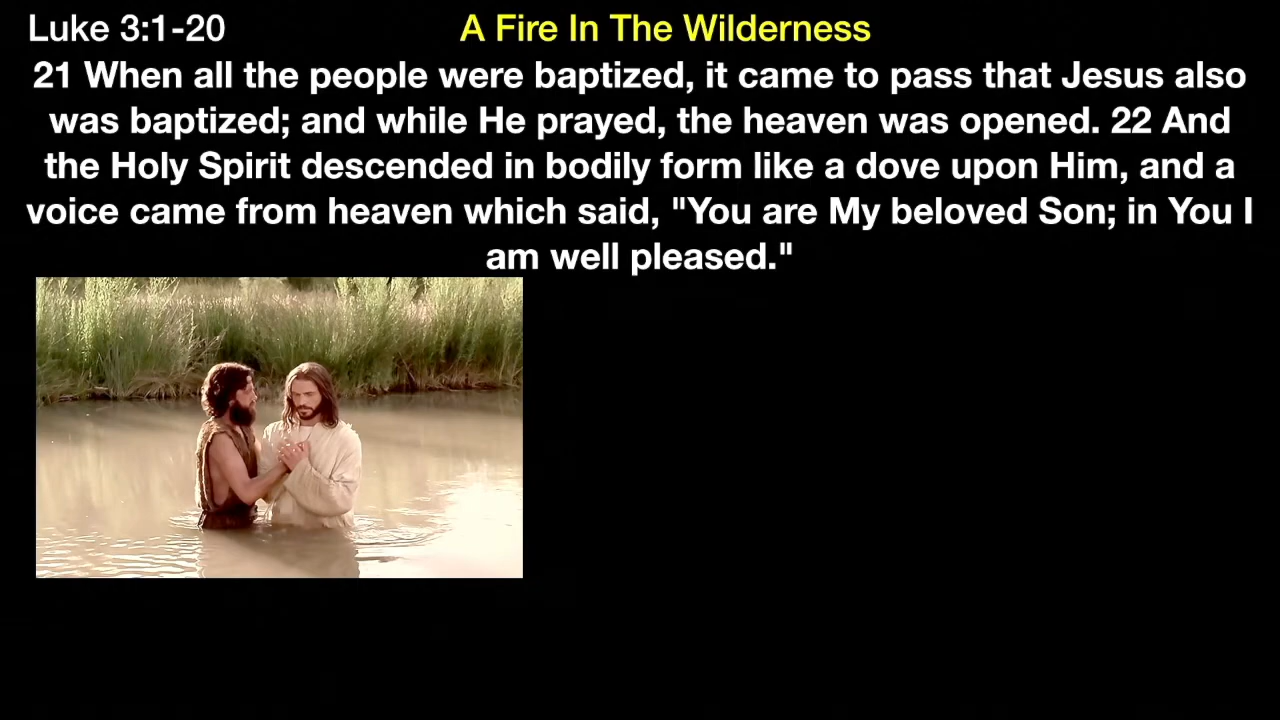 Luke 3:1-20
A Fire In The Wilderness
21 When all the people were baptized, it came to pass that Jesus also
was baptized; and while He prayed, the heaven was opened. 22 And
the Holy Spirit descended in bodily form like a dove upon Him, and a
voice came from heaven which said, "You are My beloved Son; in You I
am well pleased."